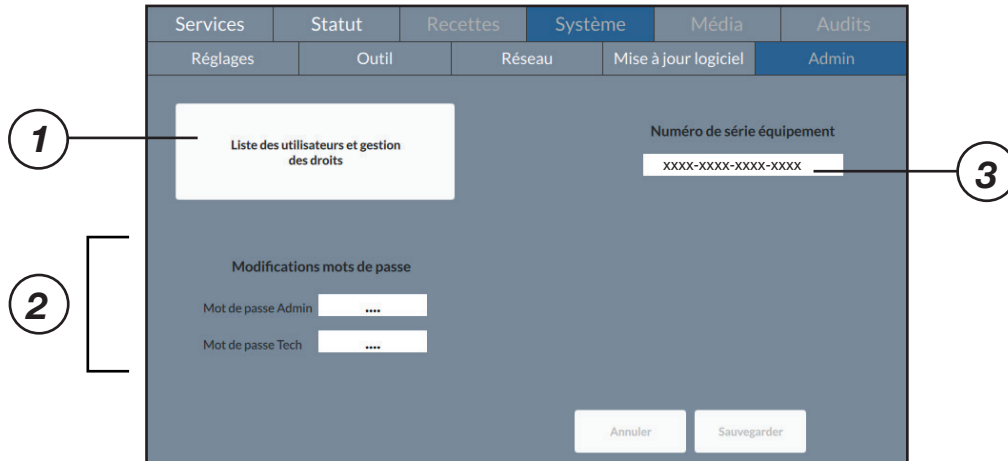 Services Statut Recettes Système Média Audits
Réglages Outil Réseau Mise à jour logiciel Admin
1
Liste des utilisateurs et gestion
des droits
Numéro de série équipement
XXXX-XXXX-XXXX-XXXX
3
2
Modifications mots de passe
Mot de passe Admin ....
Mot de passe Tech ....
Annuler Sauvegarder